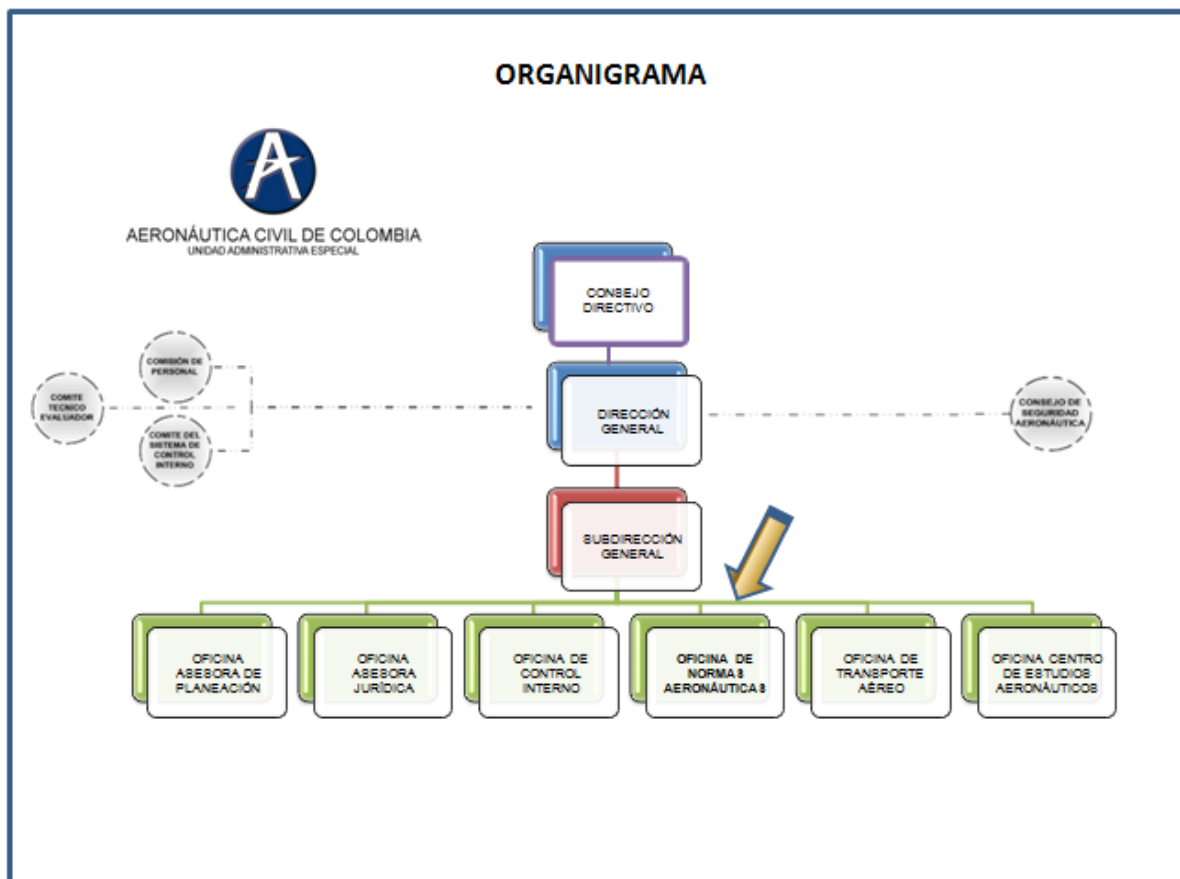 ORGANIGRAMA
AERONÁUTICA CIVIL DE COLOMBIA
UNIDAD ADMINISTRATIVA ESPECIAL
CONSEJO
DIRECTIVO
COMISIÓN DE
PERSONAL
COMITE
TECNICO
EVALUADOR
COMITE DEL
SISTEMA DE
CONTROL
INTERNO
DIRECCIÓN
GENERAL
CONSEJO DE
SEGURIDAD
AERONÁUTICA
SUBDIRECCIÓN
GENERAL
OFICINA
ASESORA DE
PLANEACIÓN
OFICINA
ASESORA
JURÍDICA
OFICINA DE
CONTROL
INTERNO
OFICINA DE
NORMAS
AERONÁUTICAS
OFICINA DE
TRANSPORTE
AÉREO
OFICINA CENTRO
DE ESTUDIOS
AERONÁUTICOS